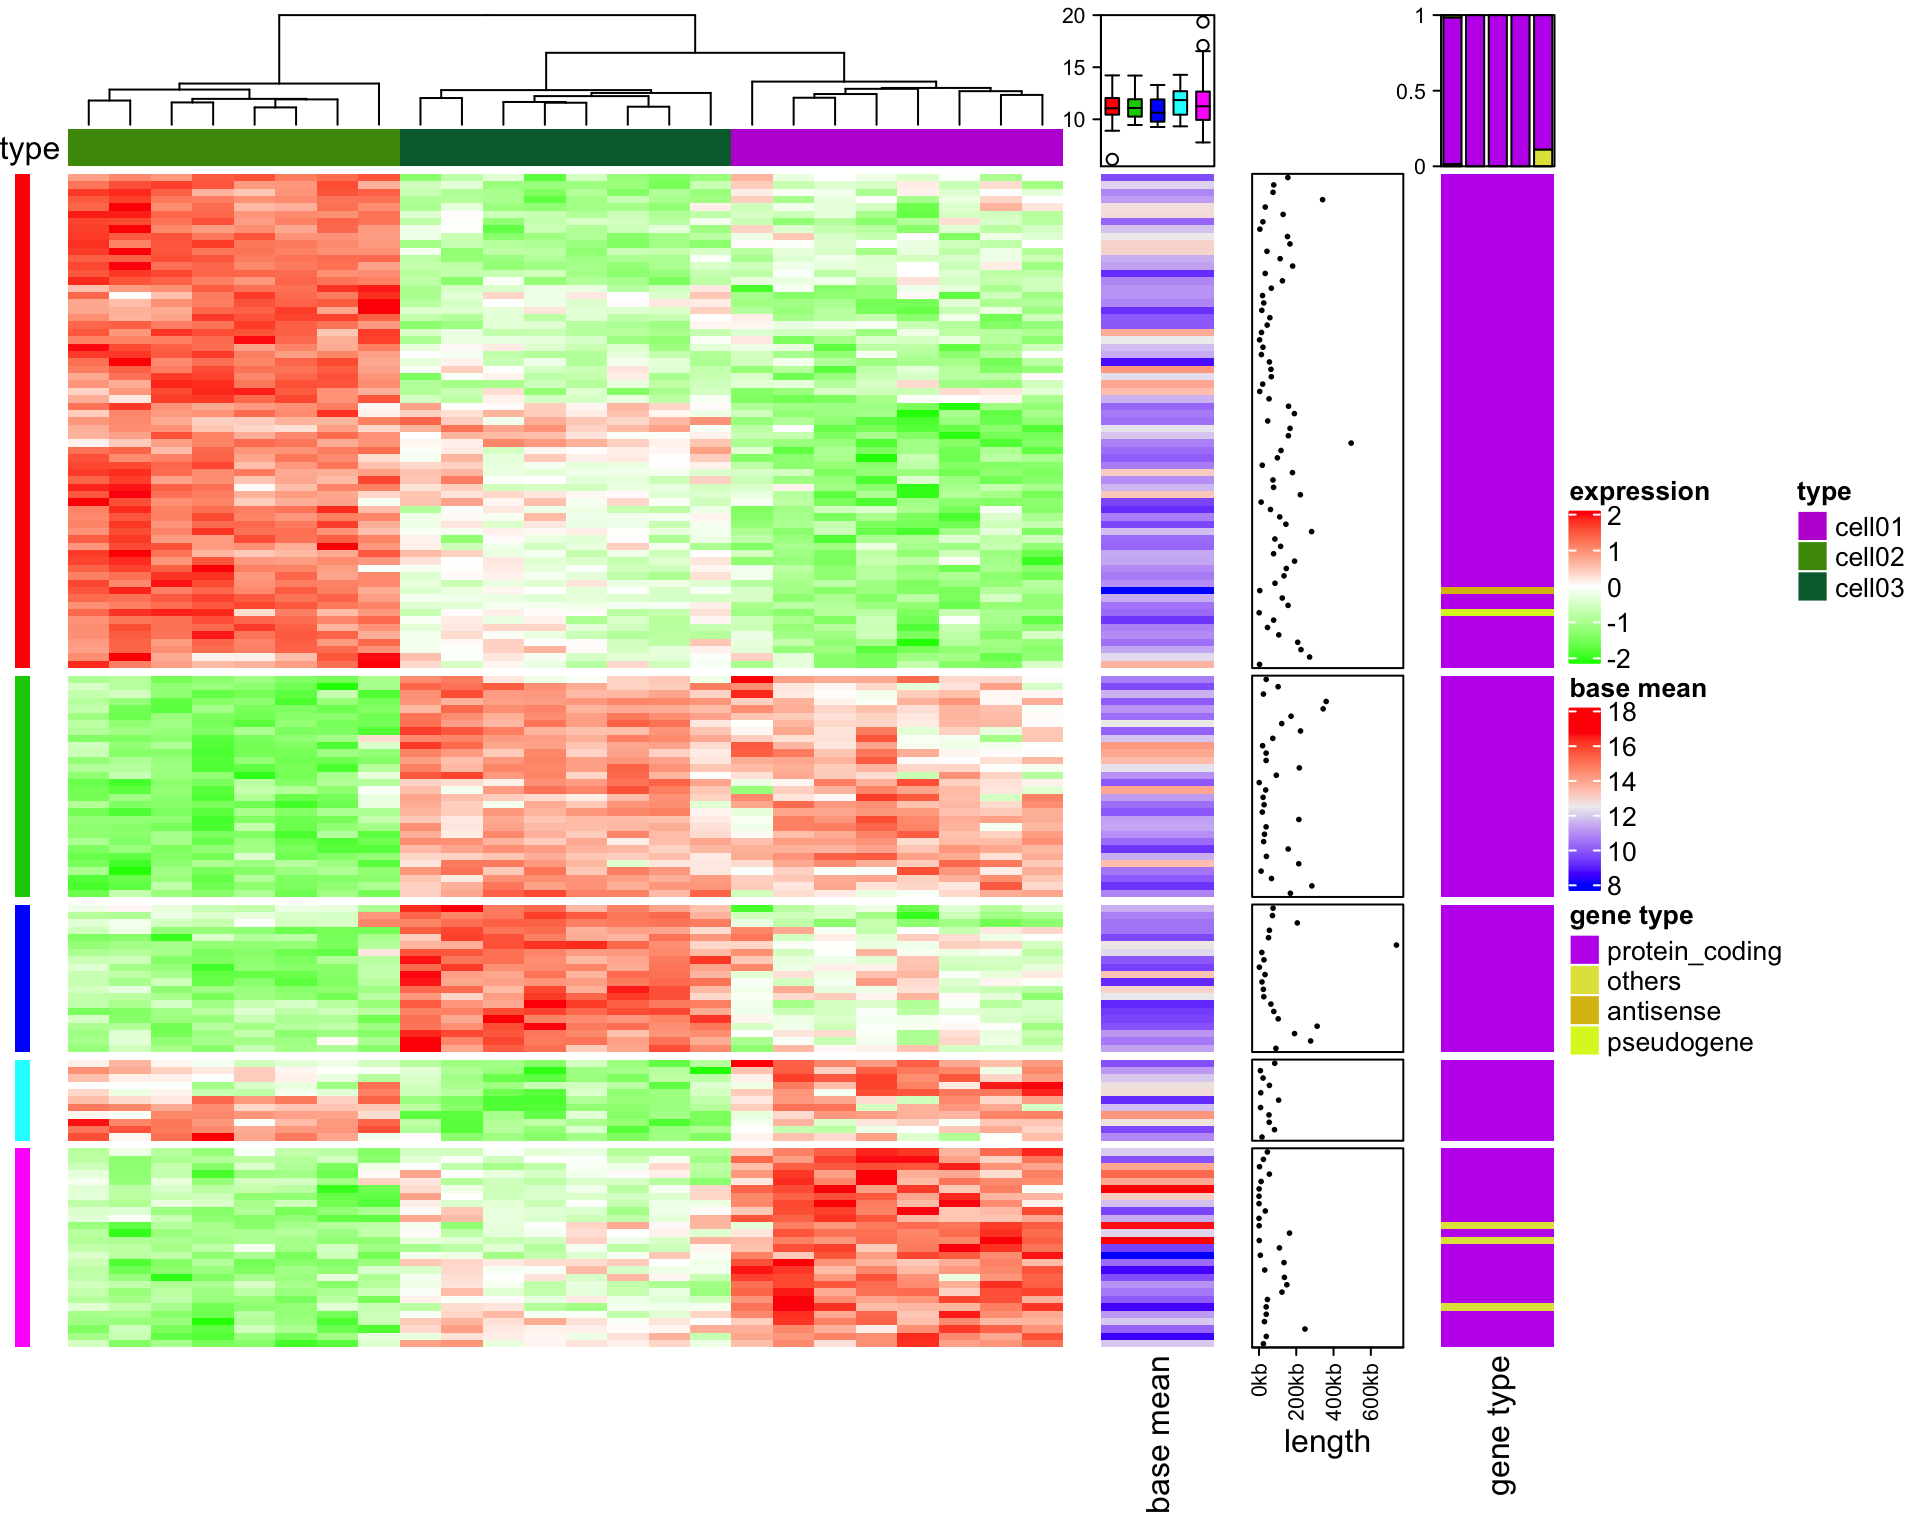 20
15
10
1
0.5
0
type
expression
2
1
0
-1
-2
type
cell01
cell02
cell03
base mean
18
16
14
12
10
8
gene type
protein_coding
others
antisense
pseudogene
base mean
0kb
200kb
400kb
600kb
length
gene type